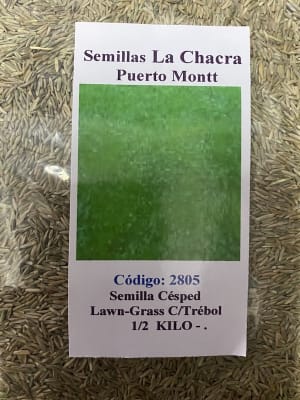 Semillas La Chacra
Puerto Montt
Código: 2805
Semilla Césped
Lawn-Grass C/Trébol
1/2 KILO - .